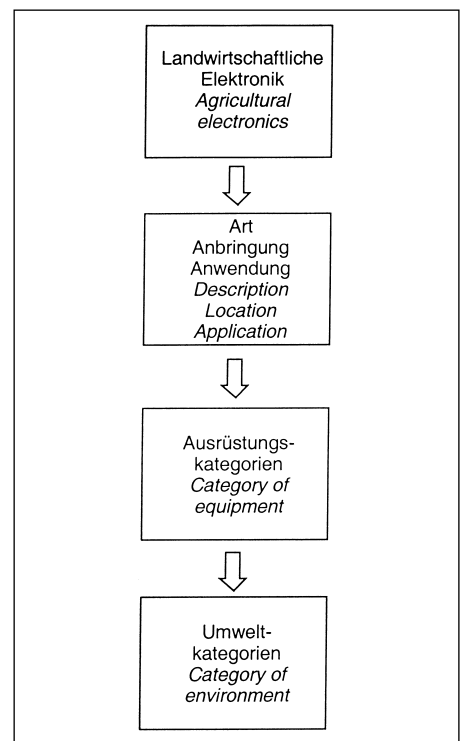 Landwirtschaftliche
Elektronik
Agricultural
electronics
Art
Anbringung
Anwendung
Description
Location
Application
Ausrüstungs-
kategorien
Category of
equipment
Umwelt-
kategorien
Category of
environment